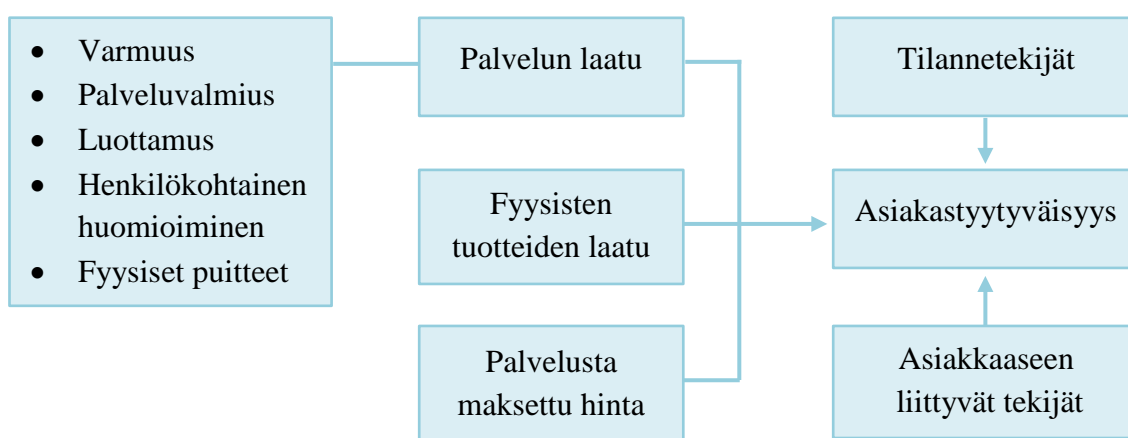 • Varmuus
• Palveluvalmius
• Luottamus
• Henkilökohtainen
huomioiminen
• Fyysiset puitteet
Palvelun laatu
Fyysisten
tuotteiden laatu
Palvelusta
maksettu hinta
Tilannetekijät
Asiakastyytyväisyys
Asiakkaaseen
liittyvät tekijät